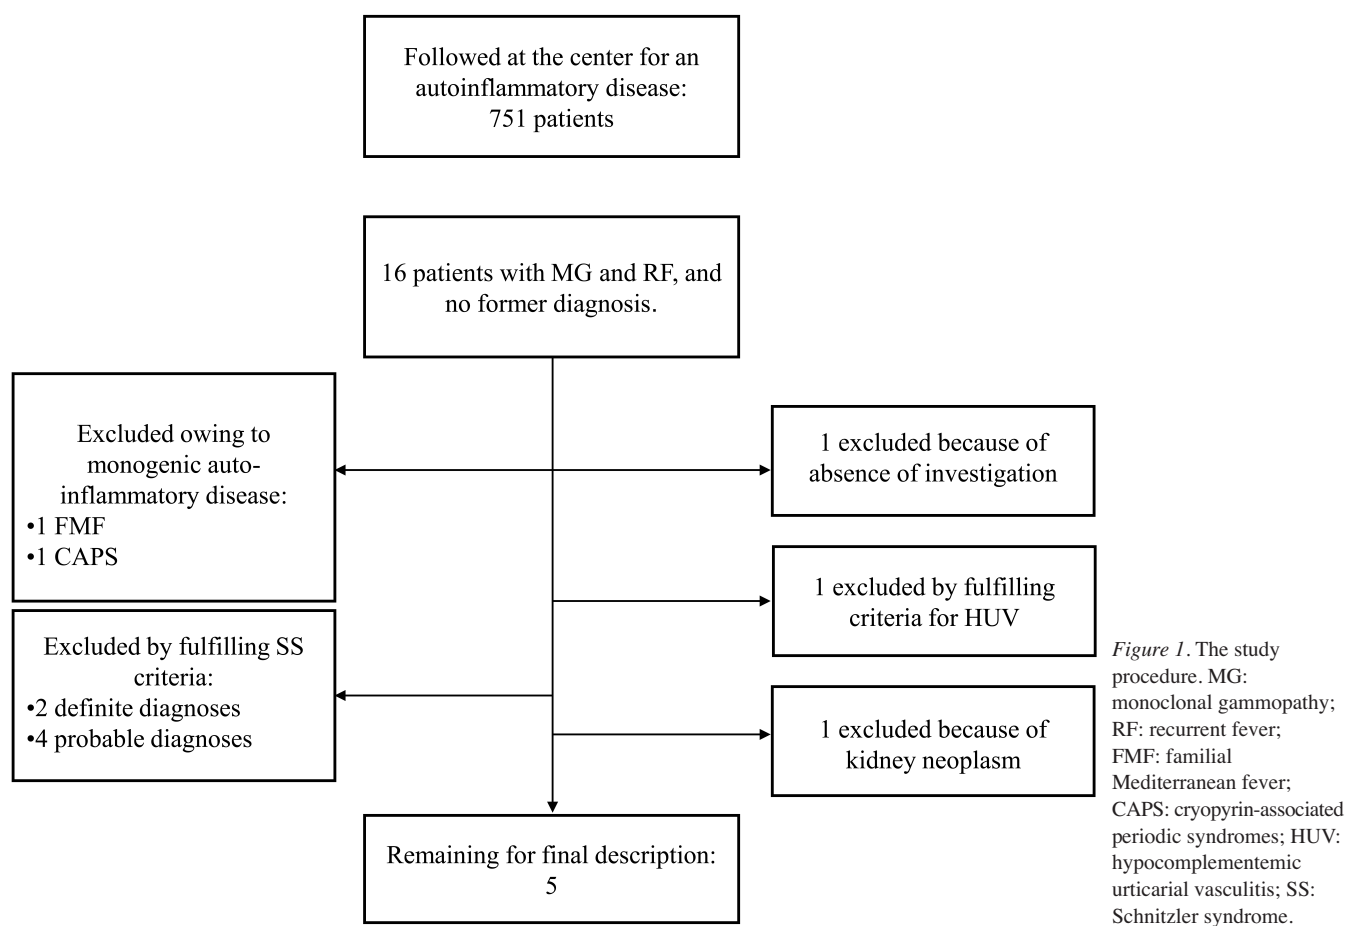 Followed at the center for an
autoinflammatory disease:
751 patients
16 patients with MG and RF, and
no former diagnosis.
Excluded owing to
monogenic auto-
inflammatory disease:
•1 FMF
•1 CAPS
1 excluded because of
absence of investigation
1 excluded by fulfilling
criteria for HUV
Excluded by fulfilling SS
criteria:
•2 definite diagnoses
•4 probable diagnoses
1 excluded because of
kidney neoplasm
Remaining for final description:
5
Figure 1. The study
procedure. MG:
monoclonal gammopathy;
RF: recurrent fever;
FMF: familial
Mediterranean fever;
CAPS: cryopyrin-associated
periodic syndromes; HUV:
hypocomplementemic
urticarial vasculitis; SS:
Schnitzler syndrome.